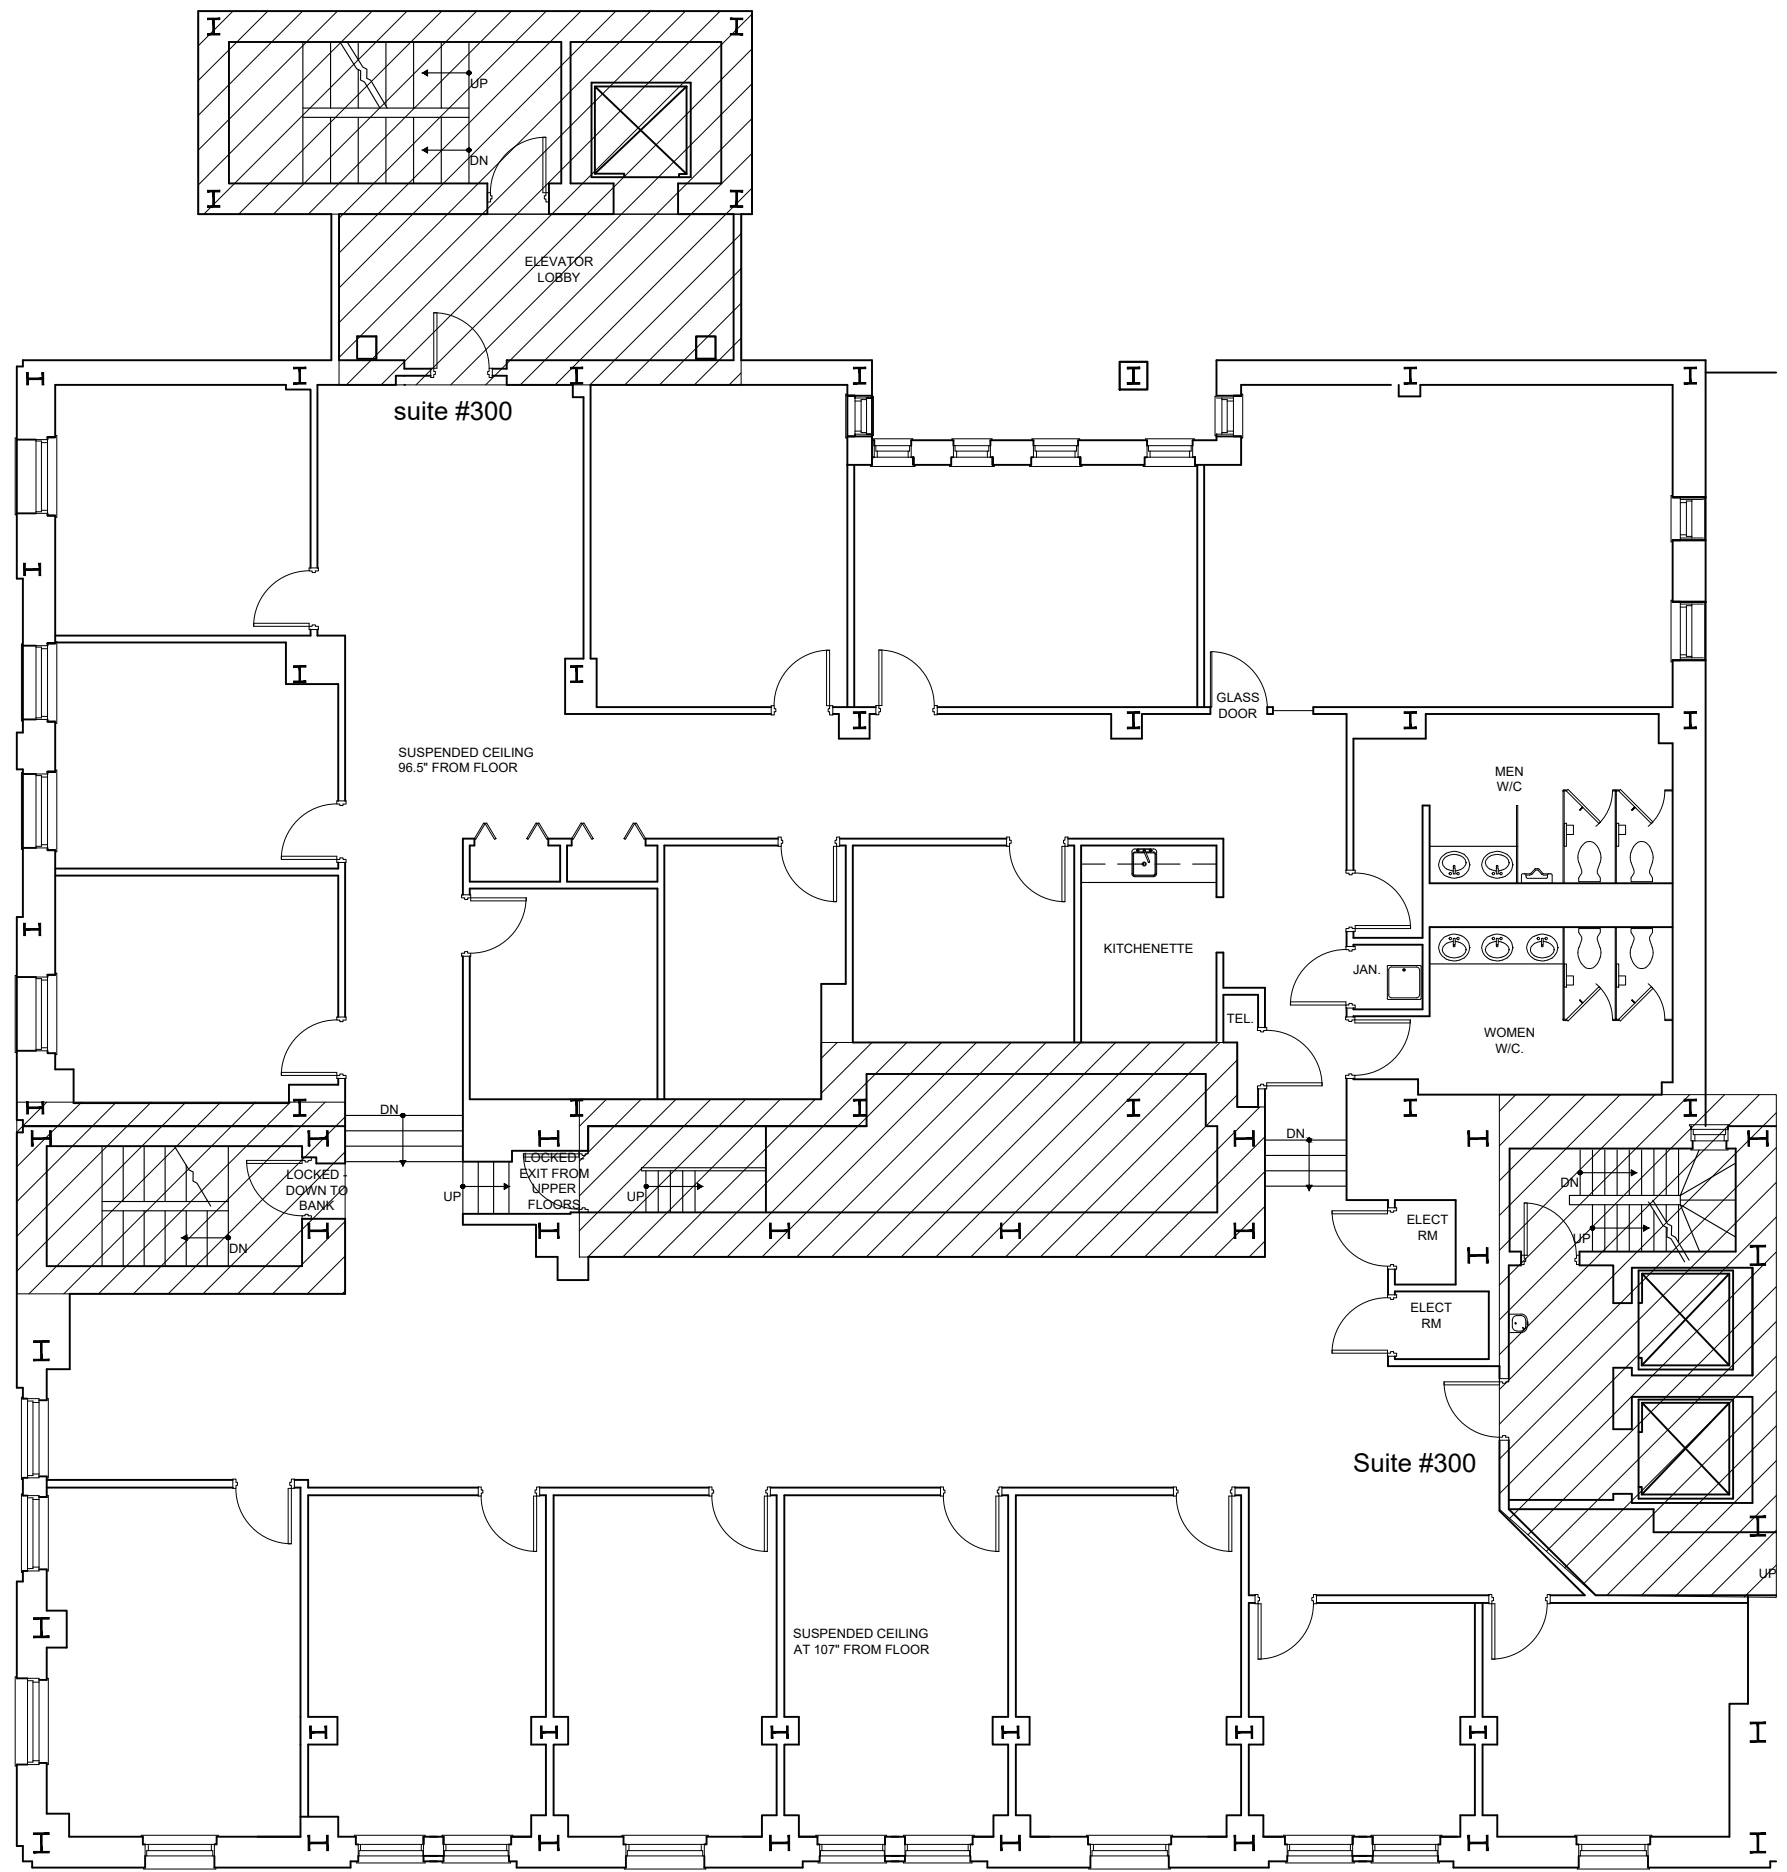 UP
DN
ELEVATOR
LOBBY
suite #300
GLASS
DOOR
SUSPENDED CEILING
96.5" FROM FLOOR
MEN
W/C
KITCHENETTE
JAN.
TEL.
WOMEN
W/C.
DN
DN
LOCKED -
EXIT FROM
UPPER
FLOORS
LOCKED -
DOWN TO
BANK
UP
UP
DN
DN
UP
ELECT
RM
ELECT
RM
Suite #300
UP
SUSPENDED CEILING
AT 107" FROM FLOOR